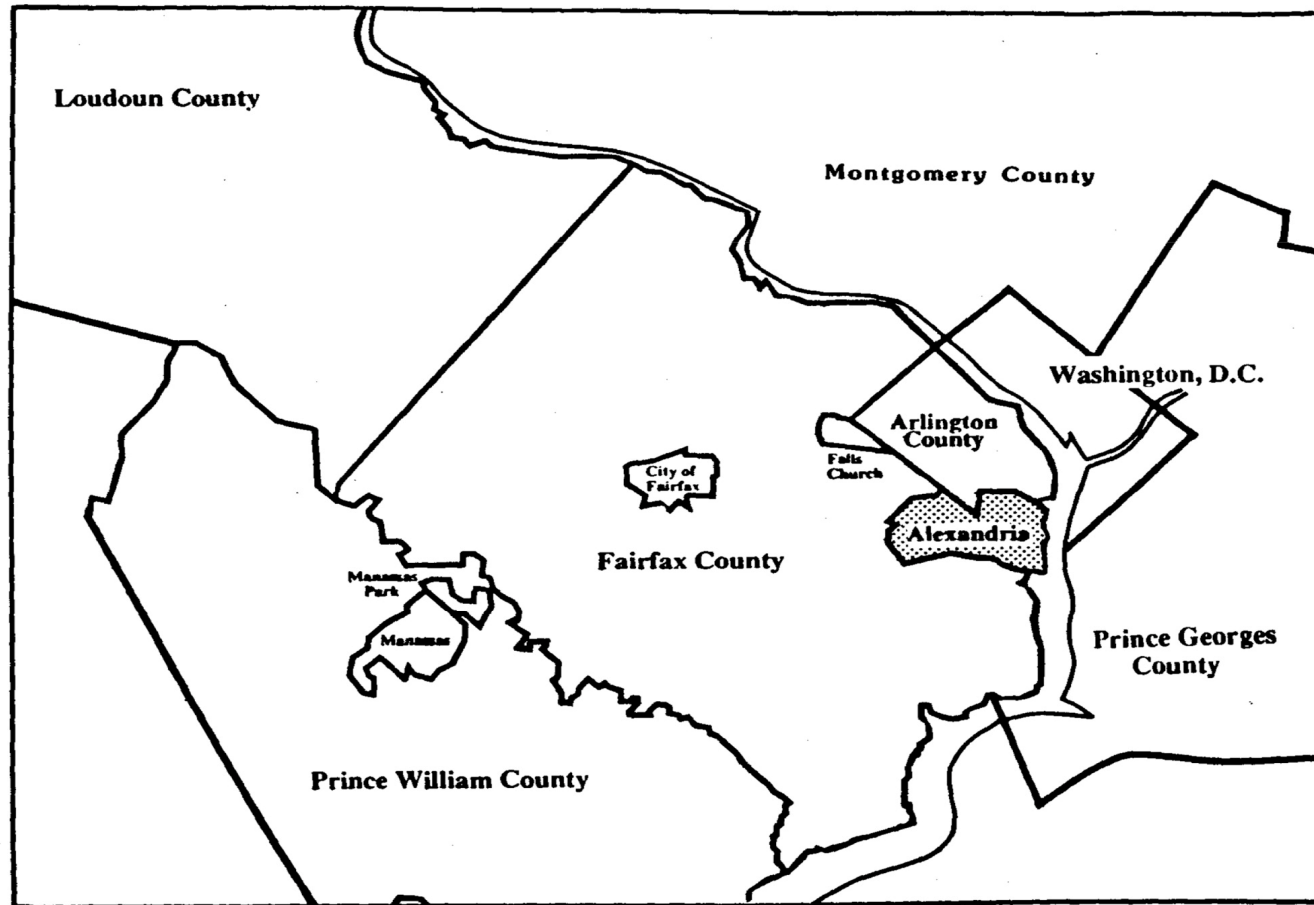 Loudoun County
Montgomery County
Washington, D.C.
Arlington
County
Falls
Church
City of
Fairfax
Alexandria
Fairfax County
Manassas
Park
Manassas
Prince Georges
County
Prince William County